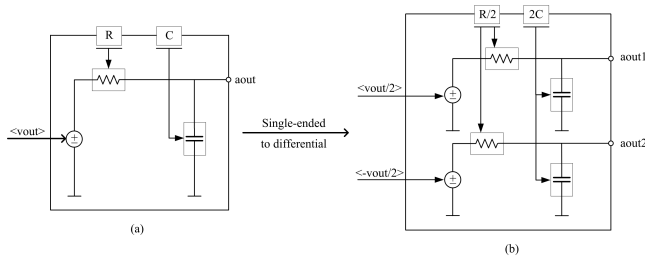 R
C
aout
<vout>
±
(a)
Single-ended
to differential
R/2
2C
aout1
<vout/2>
±
aout2
<-vout/2>
±
(b)